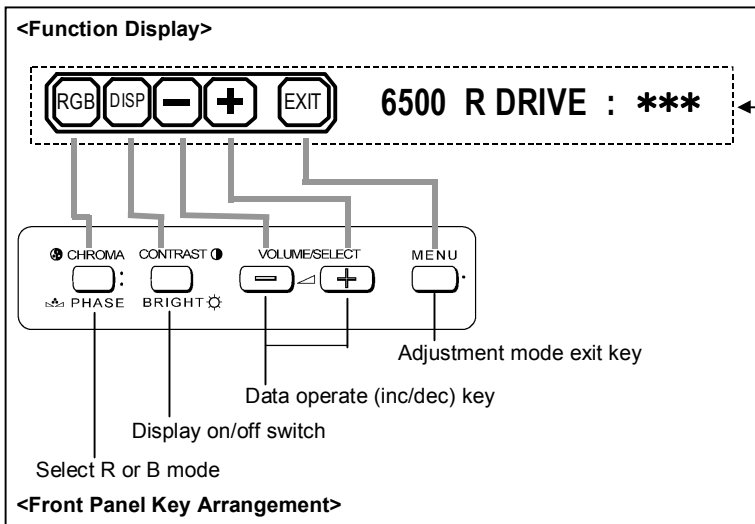 <Function Display>
RGB DISP − + EXIT 6500 R DRIVE : ***
CHROMA CONTRAST VOLUME/SELECT MENU
− +
PHASE BRIGHT
Adjustment mode exit key
Data operate (inc/dec) key
Display on/off switch
Select R or B mode
<Front Panel Key Arrangement>